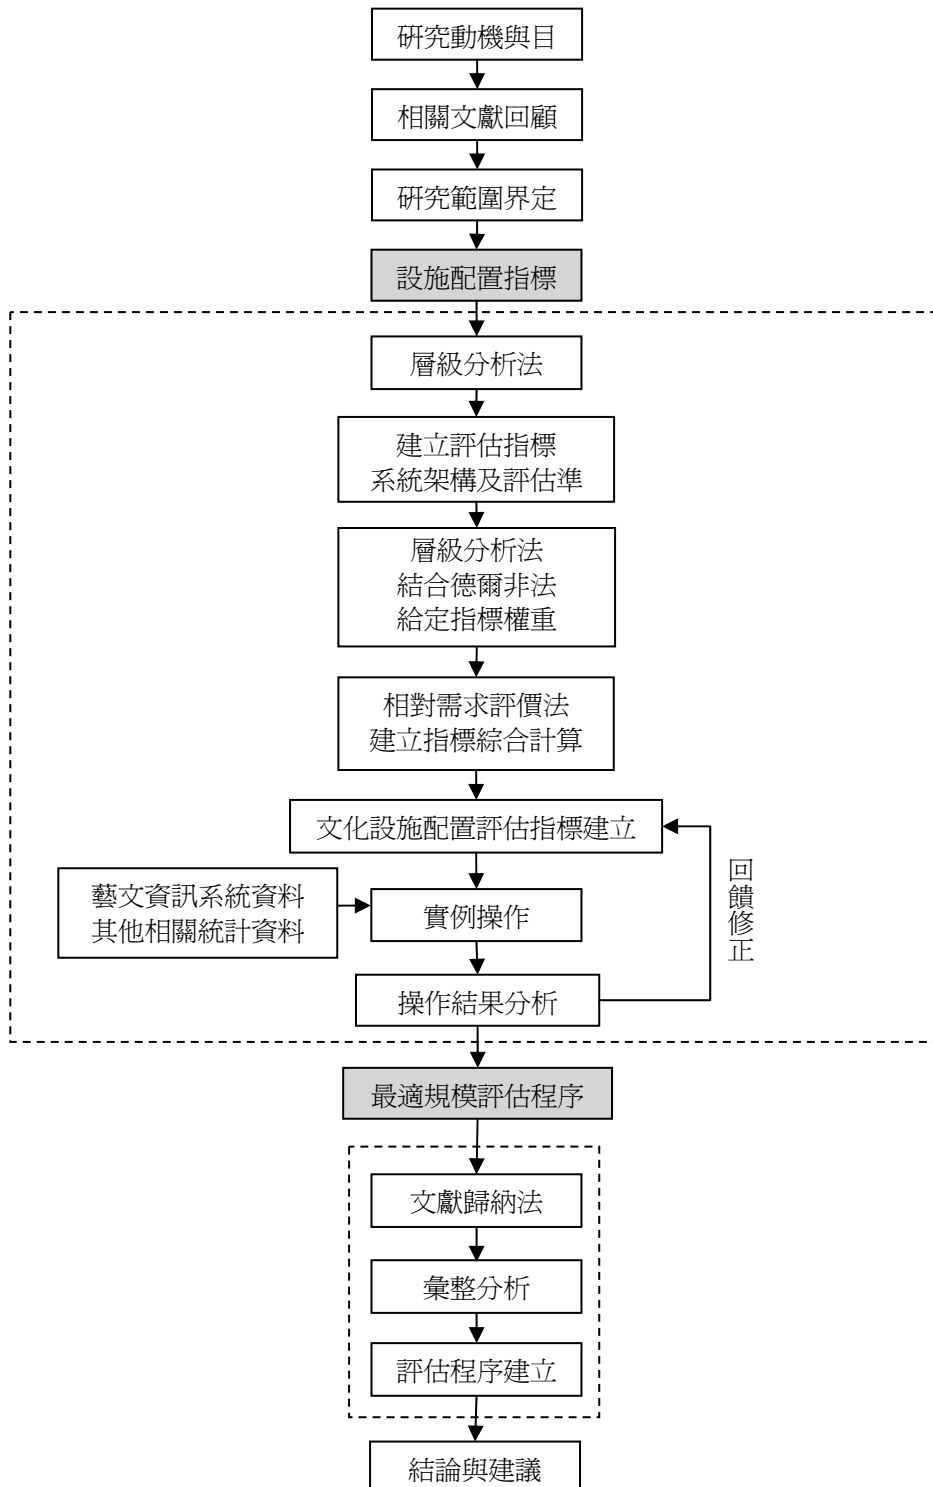 研究動機與目
相關文獻回顧
研究範圍界定
設施配置指標
層級分析法
建立評估指標
系統架構及評估準
層級分析法
結合德爾非法
給定指標權重
相對需求評價法
建立指標綜合計算
文化設施配置評估指標建立
藝文資訊系統資料
其他相關統計資料
實例操作
回饋修正
操作結果分析
最適規模評估程序
文獻歸納法
彙整分析
評估程序建立
結論與建議